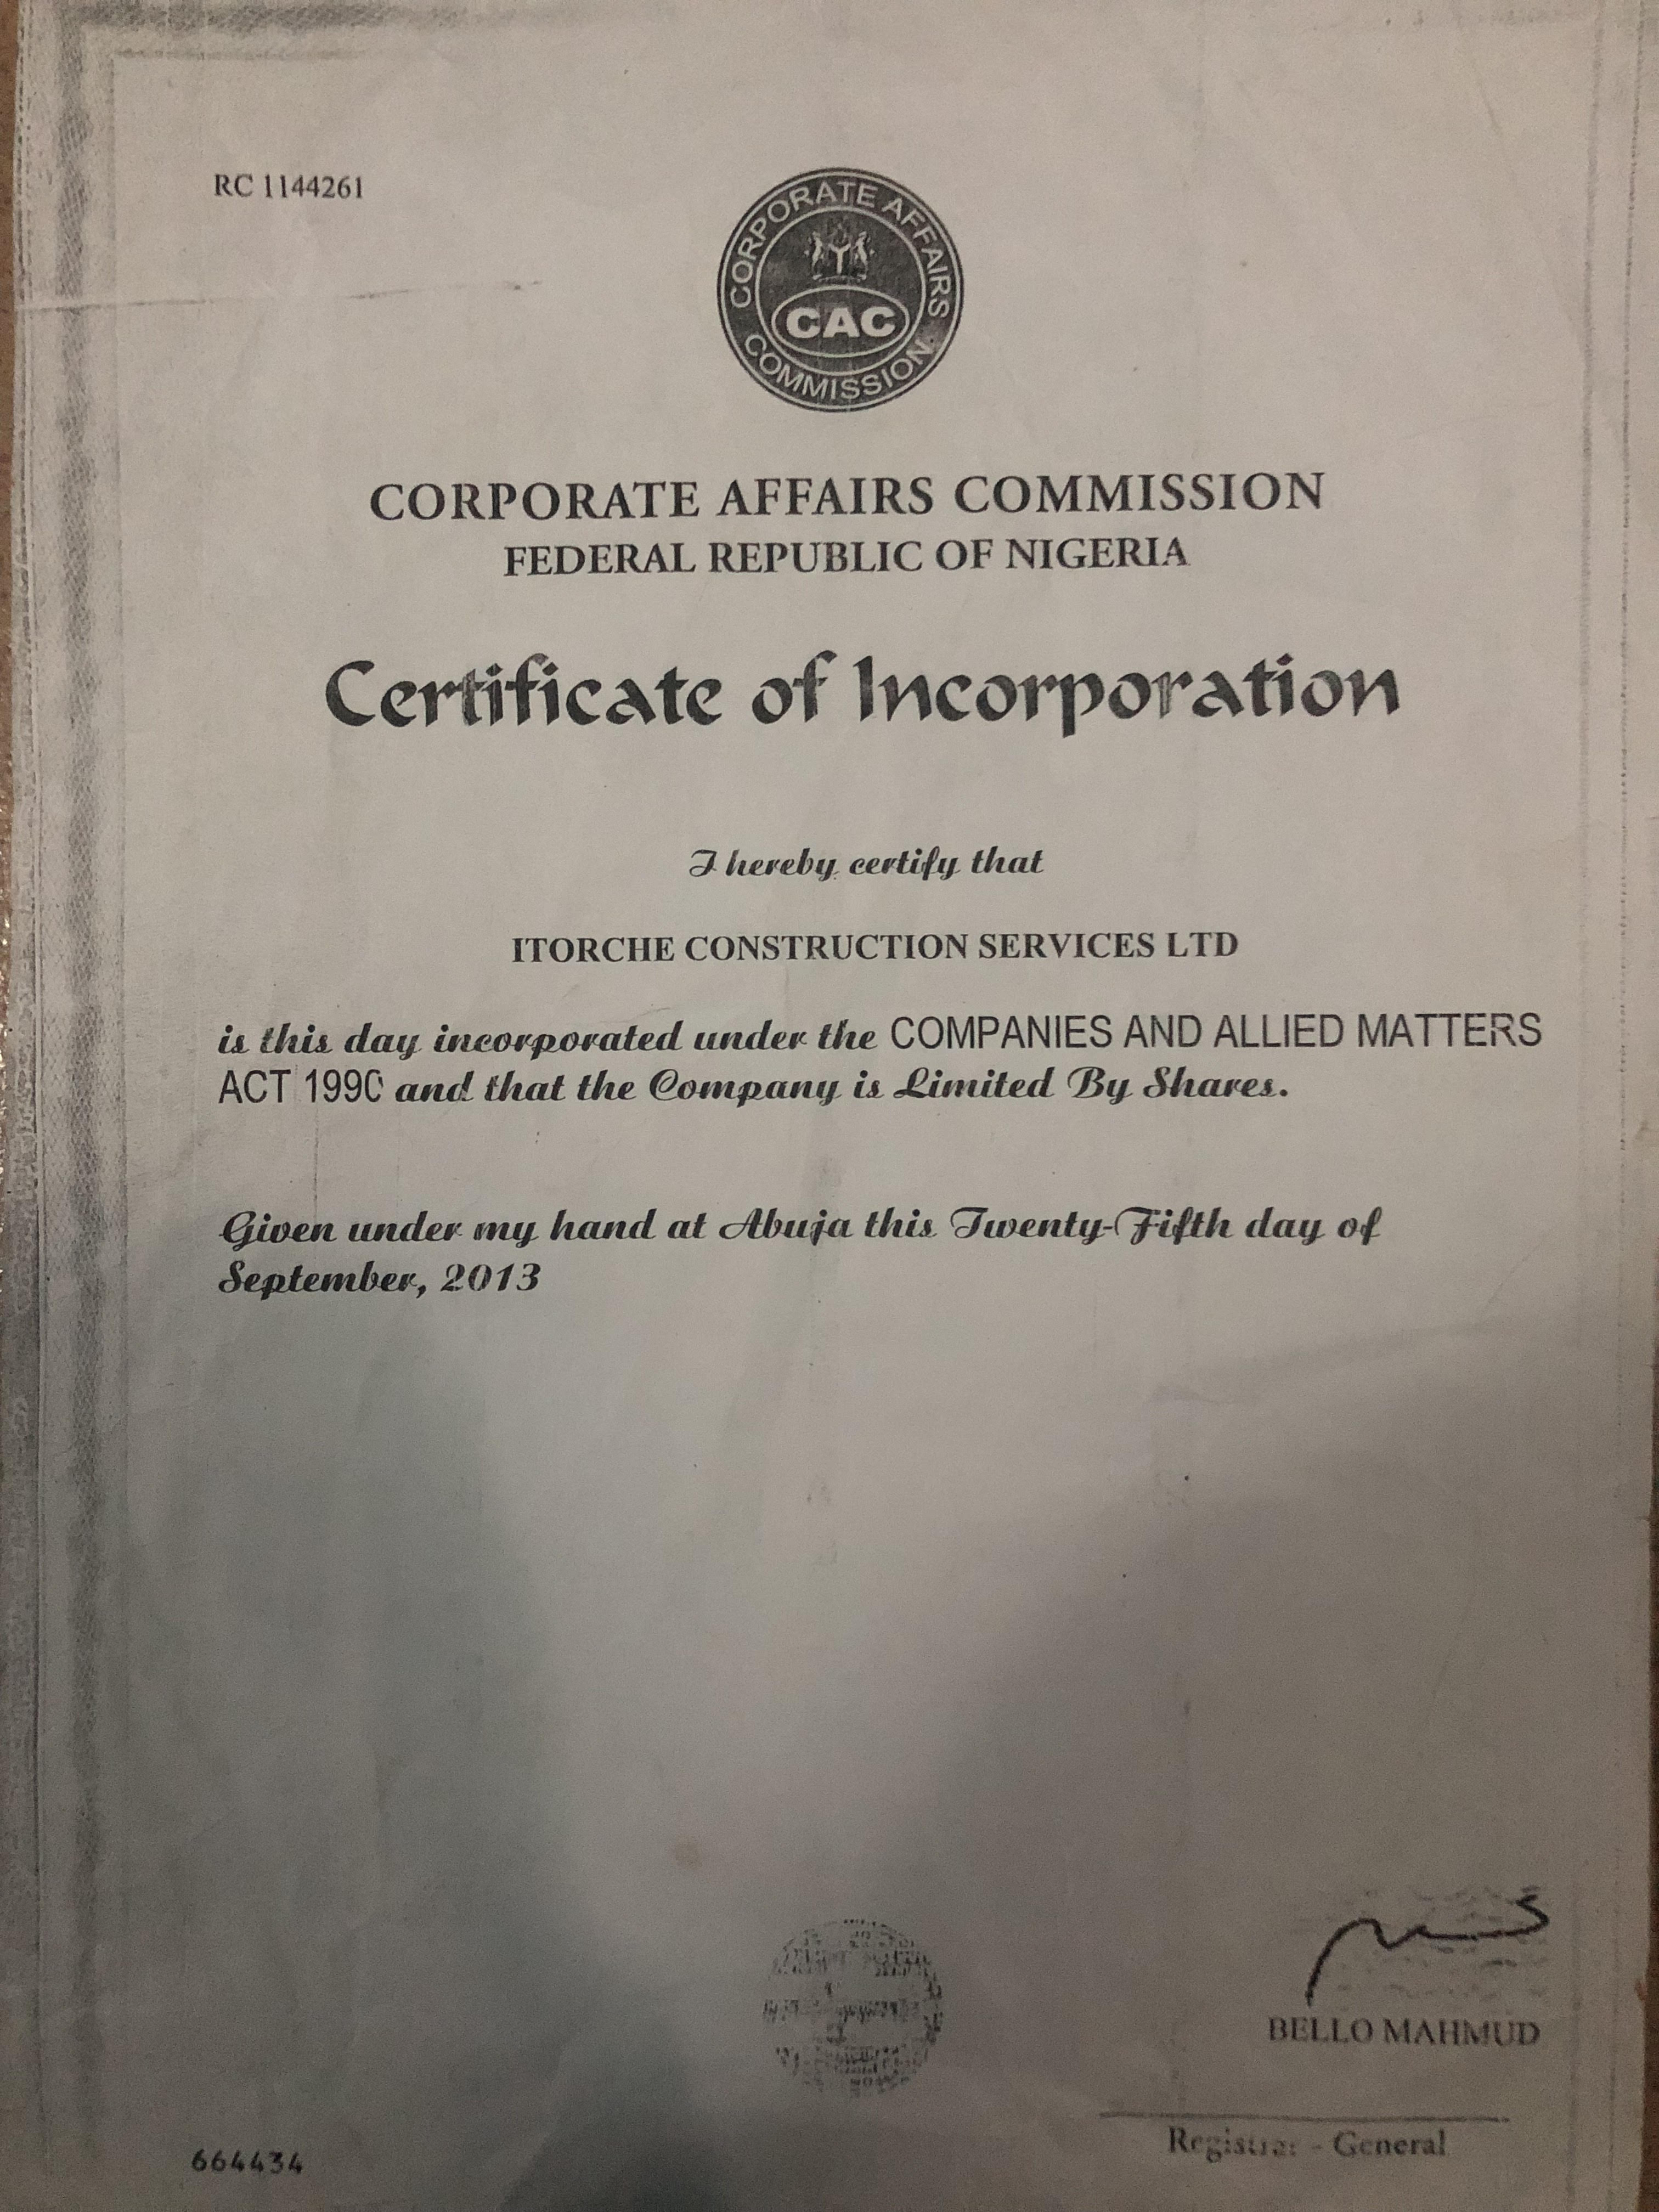 RC 1144261
CORPORATE AFFAIRS
CAC
COMMISSION
CORPORATE AFFAIRS COMMISSION
FEDERAL REPUBLIC OF NIGERIA
Certificate of Incorporation
I hereby certify that
ITORCHE CONSTRUCTION SERVICES LTD
is this day incorporated under the COMPANIES AND ALLIED MATTERS
ACT 1990 and that the Company is Limited By Shares.
Given under my hand at Abuja this Twenty-Fifth day of
September, 2013
BELLO MAHMUD
Registrar - General
664434